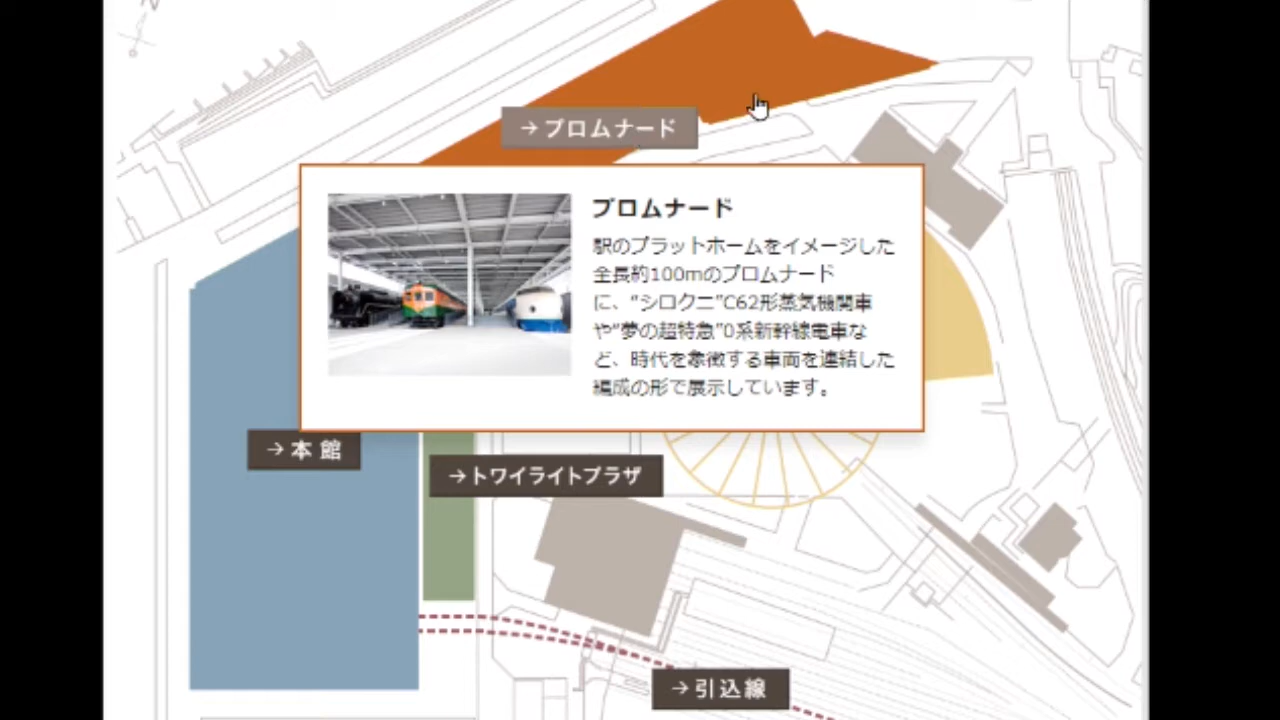 →プロムナード
プロムナード
駅のプラットホームをイメージした
全長約100mのプロムナード
に、“シロクニ”C62形蒸気機関車
や“夢の超特急”0系新幹線電車な
ど、時代を象徴する車両を連結した
編成の形で展示しています。
→本館
→トワイライトプラザ
→引込線